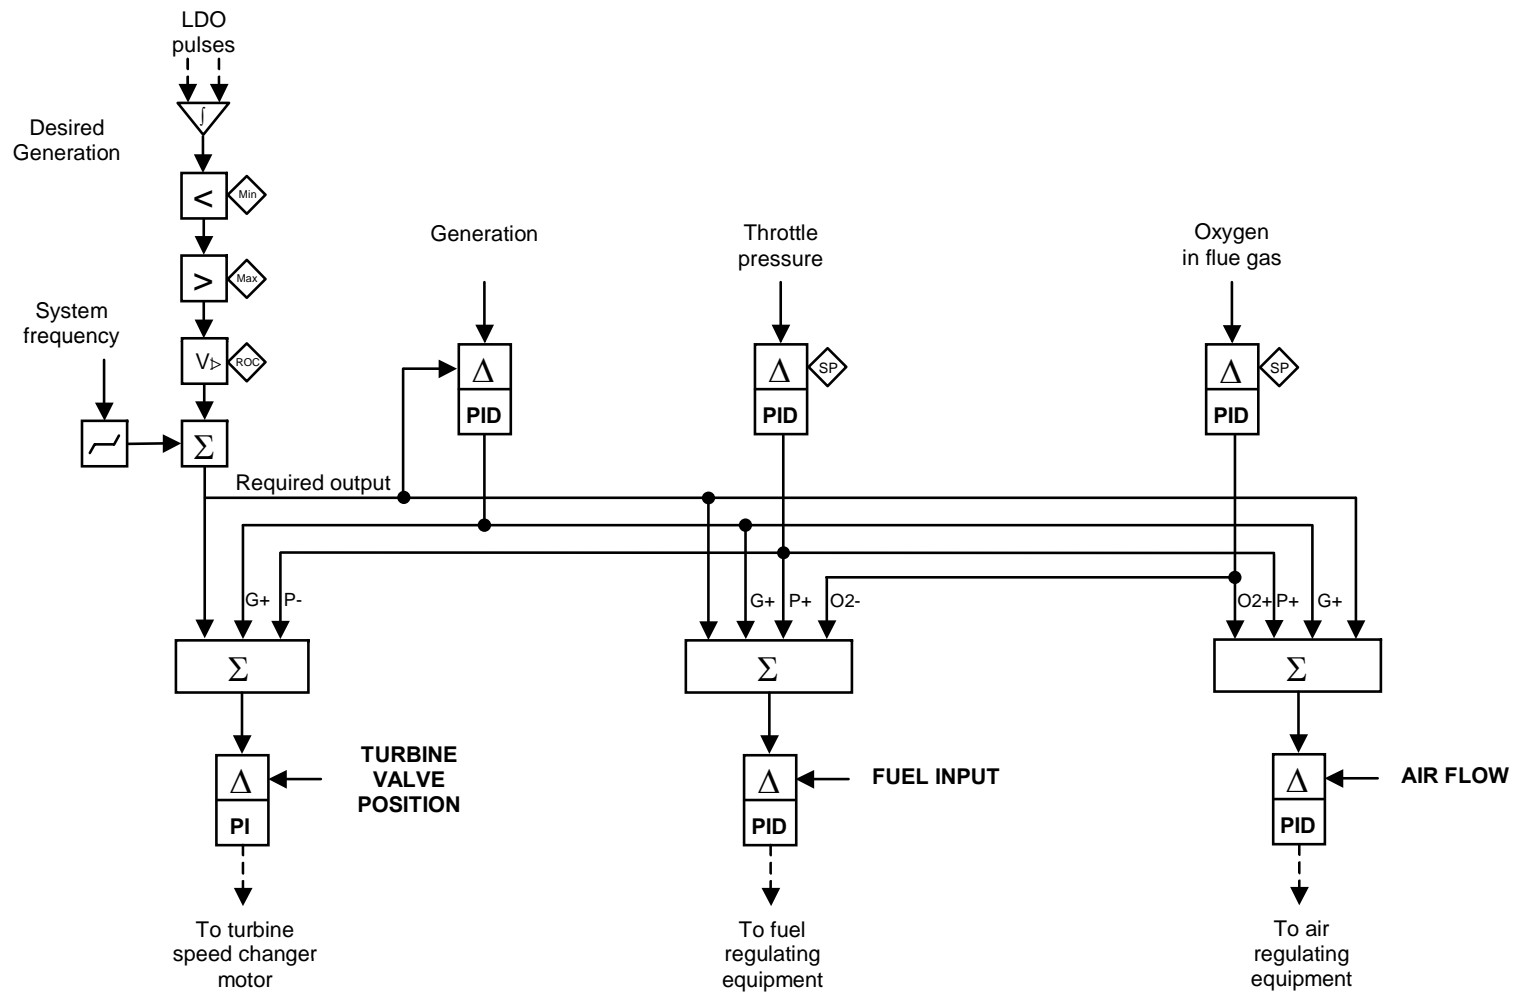 LDO
pulses
∫
Desired
Generation
<
Min
>
Max
System
frequency
V
ROC
Σ
Generation
Δ
PID
Throttle
pressure
Δ
SP
PID
Oxygen
in flue gas
Δ
SP
PID
Required output
G+ P-
G+ P+ O2-
O2+ P+ G+
Σ
Σ
Σ
Δ
PI
TURBINE
VALVE
POSITION
Δ
PID
FUEL INPUT
Δ
PID
AIR FLOW
To turbine
speed changer
motor
To fuel
regulating
equipment
To air
regulating
equipment